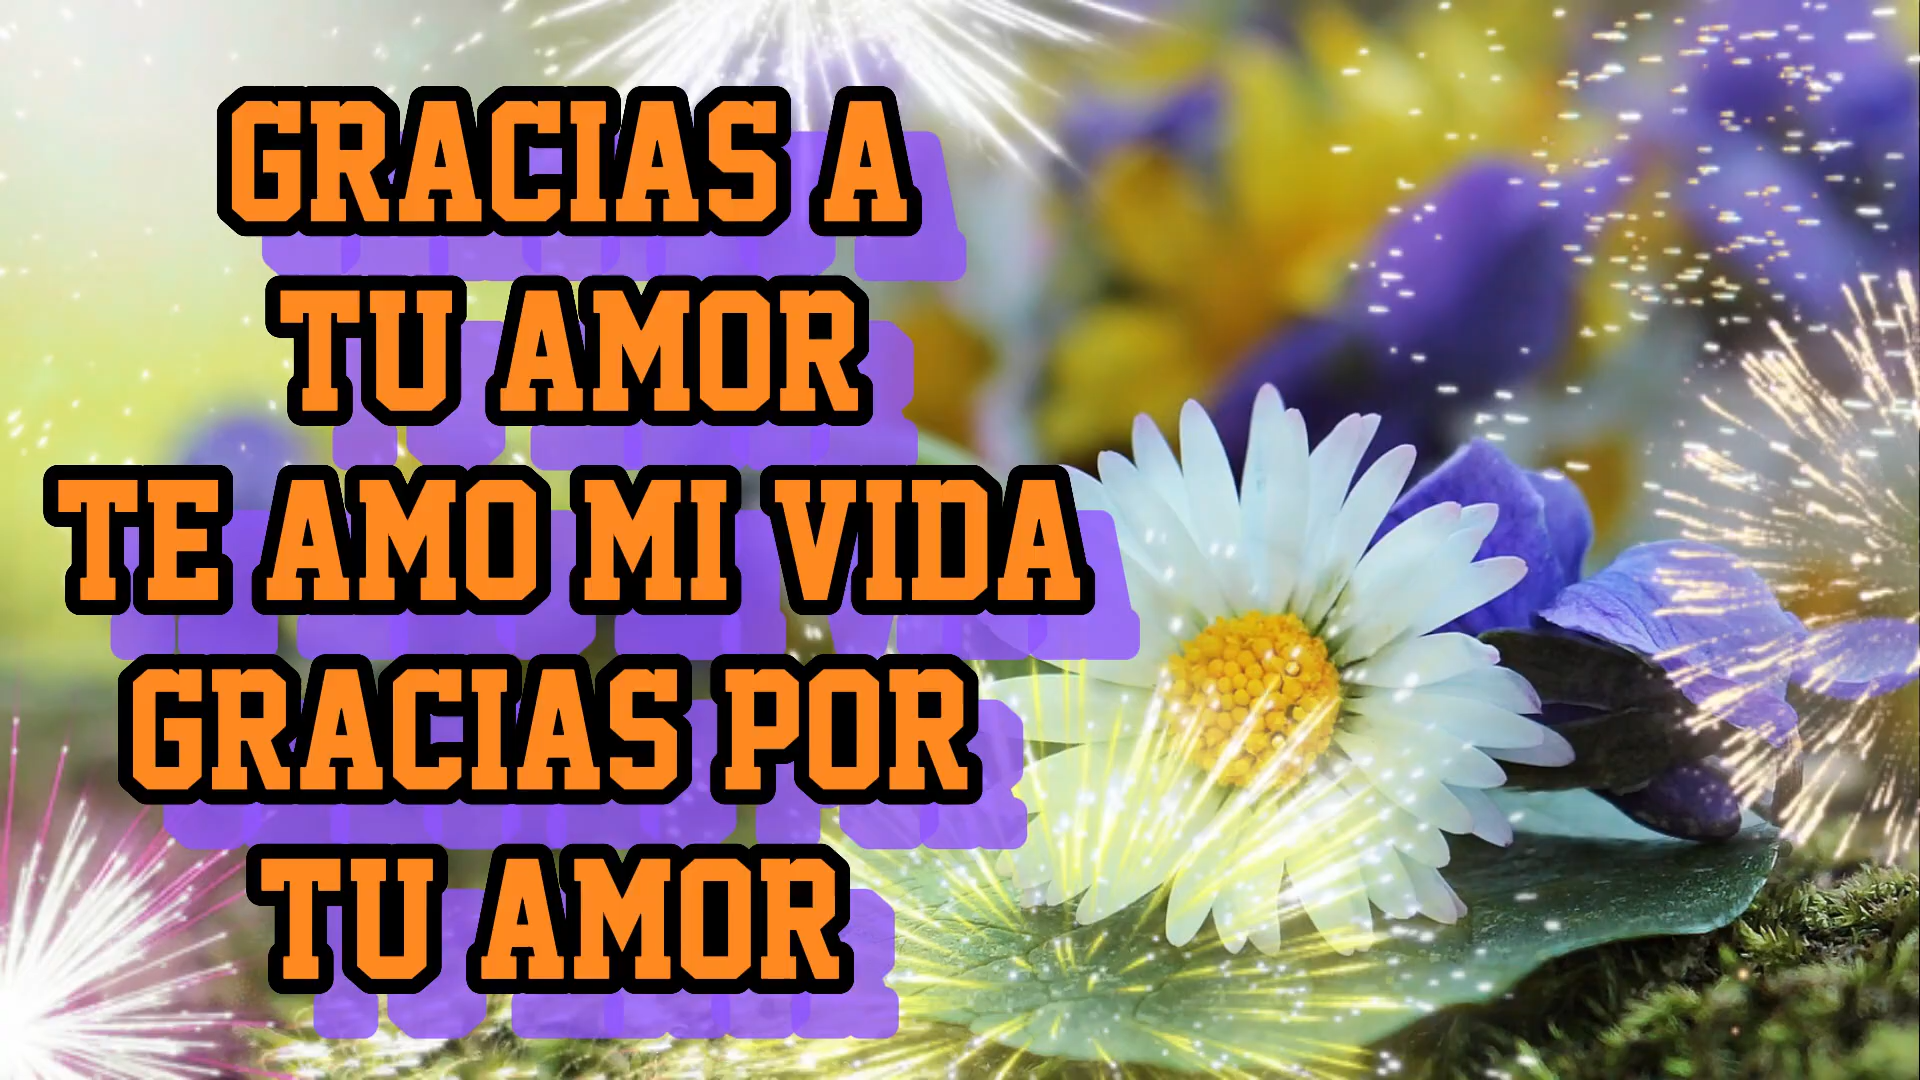 GRACIAS A
TU AMOR
TE AMO MI VIDA
GRACIAS POR
TU AMOR